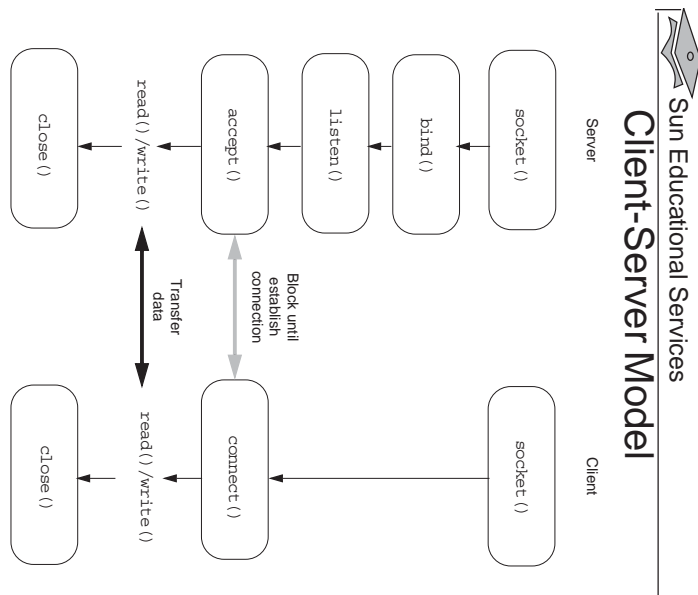 Sun Educational Services
Client-Server Model
Server
Client
socket()
socket()
bind()
listen()
accept()
Block until
establish
connection
connect()
read()/write()
Transfer
data
read()/write()
close()
close()